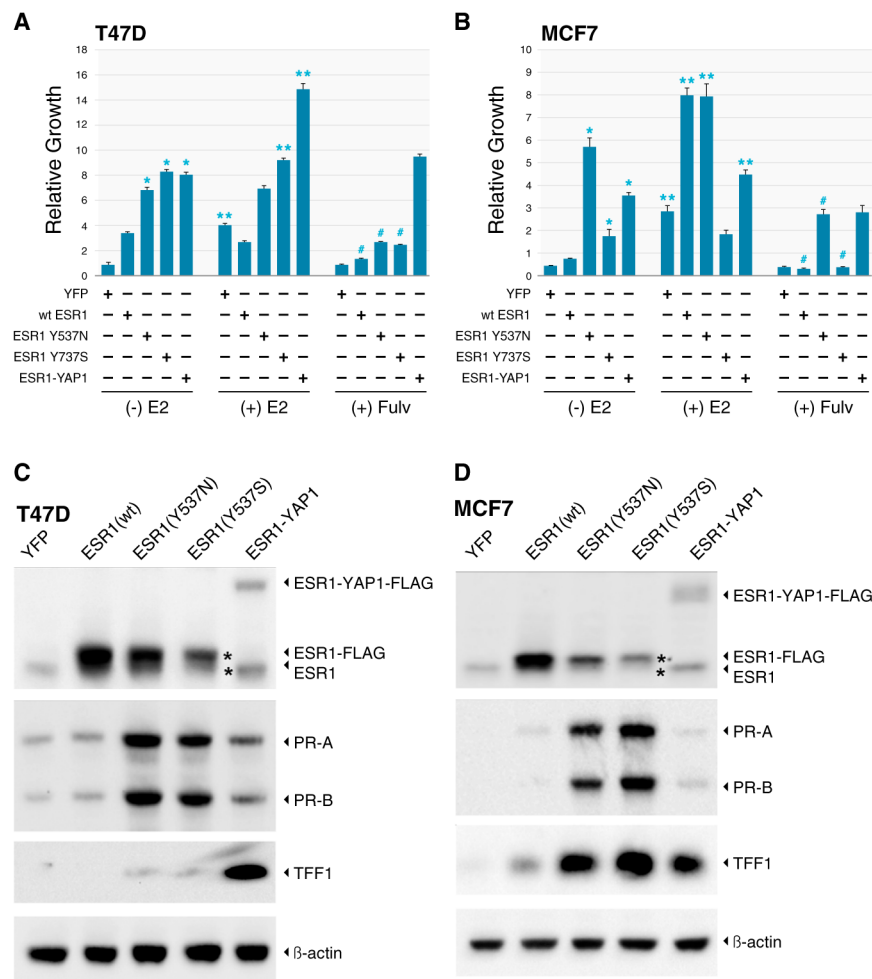 A
T47D
Relative Growth
18
16
14
12
10
8
6
4
2
0
* * * ** ** ** # # #
YFP + – – – – + – – – – + – – – –
wt ESR1 – + – – – – + – – – – + – – –
ESR1 Y537N – – + – – – – + – – – – + – –
ESR1 Y737S – – – + – – – – + – – – – + –
ESR1-YAP1 – – – – + – – – – + – – – – +
(-) E2 (+) E2 (+) Fulv
B
MCF7
Relative Growth
10
9
8
7
6
5
4
3
2
1
0
* * * ** ** ** ** # # #
YFP + – – – – + – – – – + – – – –
wt ESR1 – + – – – – + – – – – + – – –
ESR1 Y537N – – + – – – – + – – – – + – –
ESR1 Y737S – – – + – – – – + – – – – + –
ESR1-YAP1 – – – – + – – – – + – – – – +
(-) E2 (+) E2 (+) Fulv
C
T47D
YFP
ESR1(wt)
ESR1(Y537N)
ESR1(Y537S)
ESR1-YAP1
ESR1-YAP1-FLAG
* ESR1-FLAG
* ESR1
PR-A
PR-B
TFF1
ß-actin
D
MCF7
YFP
ESR1(wt)
ESR1(Y537N)
ESR1(Y537S)
ESR1-YAP1
ESR1-YAP1-FLAG
* ESR1-FLAG
* ESR1
PR-A
PR-B
TFF1
ß-actin